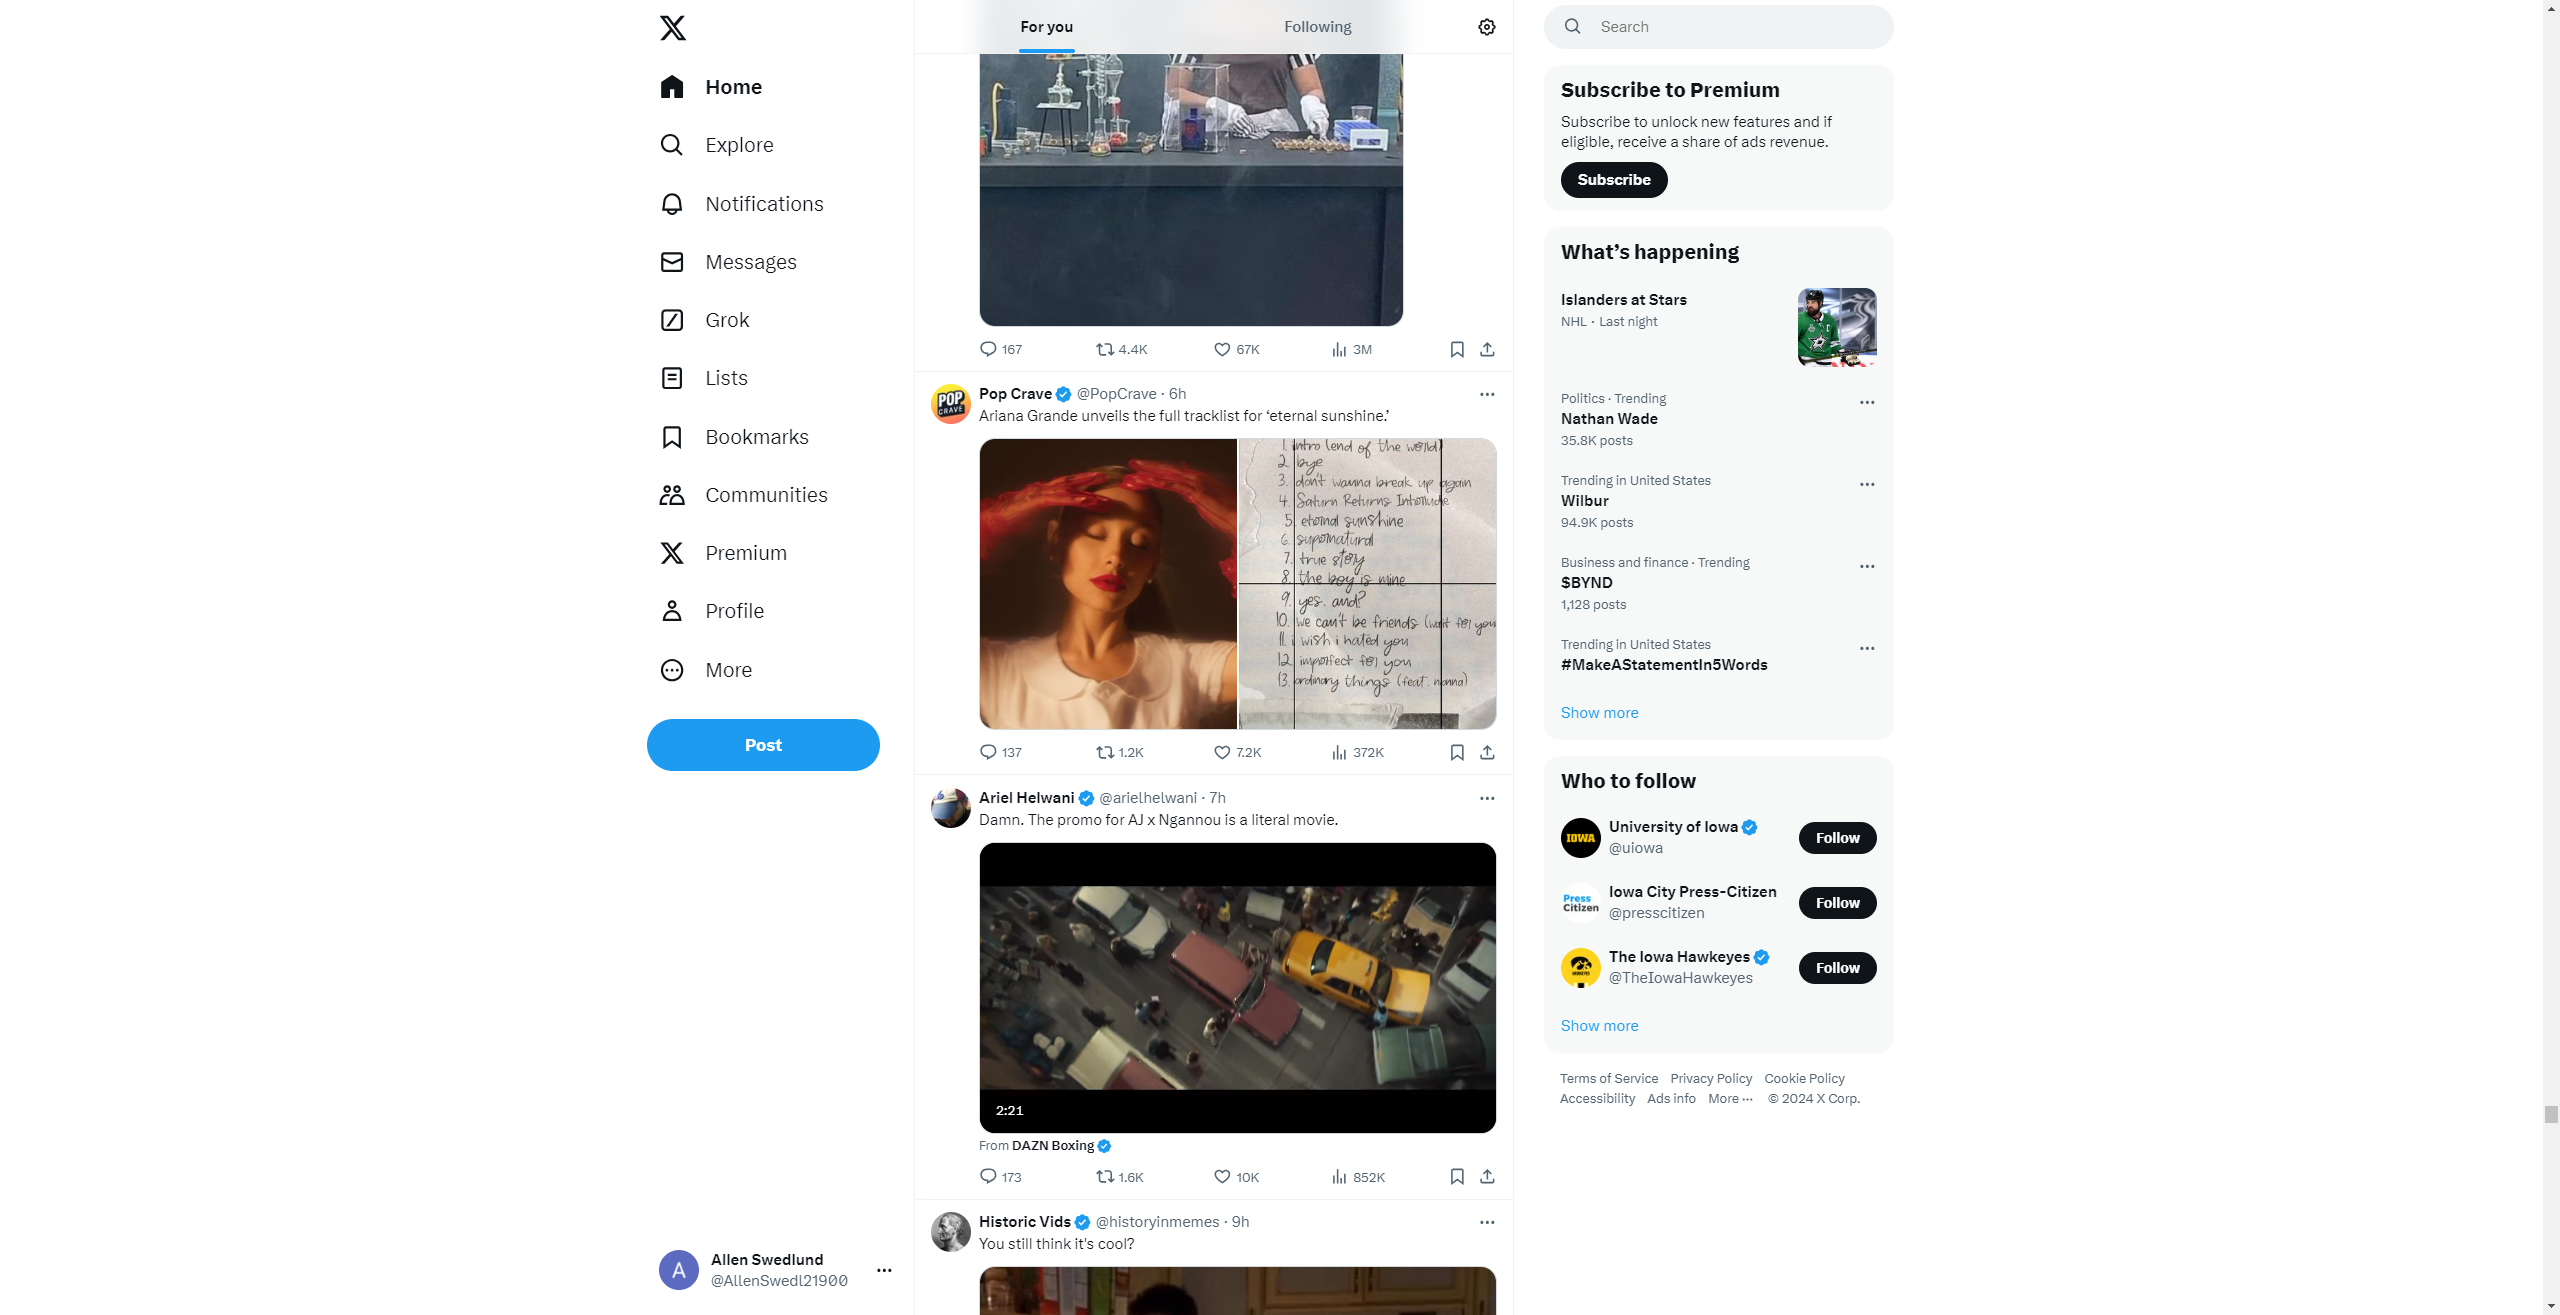 For you
Following
Search
Home
Explore
Notifications
Messages
Grok
Lists
Bookmarks
Communities
Premium
Profile
More
Post
Allen Swedlund
@AllenSwedl21900
A
167
4.4K
67K
3M
POP
CRAVE
Pop Crave @PopCrave · 6h
Ariana Grande unveils the full tracklist for ‘eternal sunshine.’
1. intro (end of the world)
2. bye
3. don't wanna break up again
4. Saturn Returns Interlude
5. eternal sunshine
6. supernatural
7. true story
8. the boy is mine
9. yes, and?
10. we can't be friends (wait for your
11. i wish i hated you
12. imperfect for you
13. ordinary things (feat. nonna)
137
1.2K
7.2K
372K
Ariel Helwani @arielhelwani · 7h
Damn. The promo for AJ x Ngannou is a literal movie.
2:21
From DAZN Boxing
173
1.6K
10K
852K
Historic Vids @historyinmemes · 9h
You still think it's cool?
Subscribe to Premium
Subscribe to unlock new features and if
eligible, receive a share of ads revenue.
Subscribe
What’s happening
Islanders at Stars
NHL · Last night
Politics · Trending
Nathan Wade
35.8K posts
Trending in United States
Wilbur
94.9K posts
Business and finance · Trending
$BYND
1,128 posts
Trending in United States
#MakeAStatementIn5Words
Show more
Who to follow
IOWA
University of Iowa
@uiowa
Follow
Press
Citizen
Iowa City Press-Citizen
@presscitizen
Follow
The Iowa Hawkeyes
@TheIowaHawkeyes
Follow
Show more
Terms of Service Privacy Policy Cookie Policy
Accessibility Ads info More ··· © 2024 X Corp.